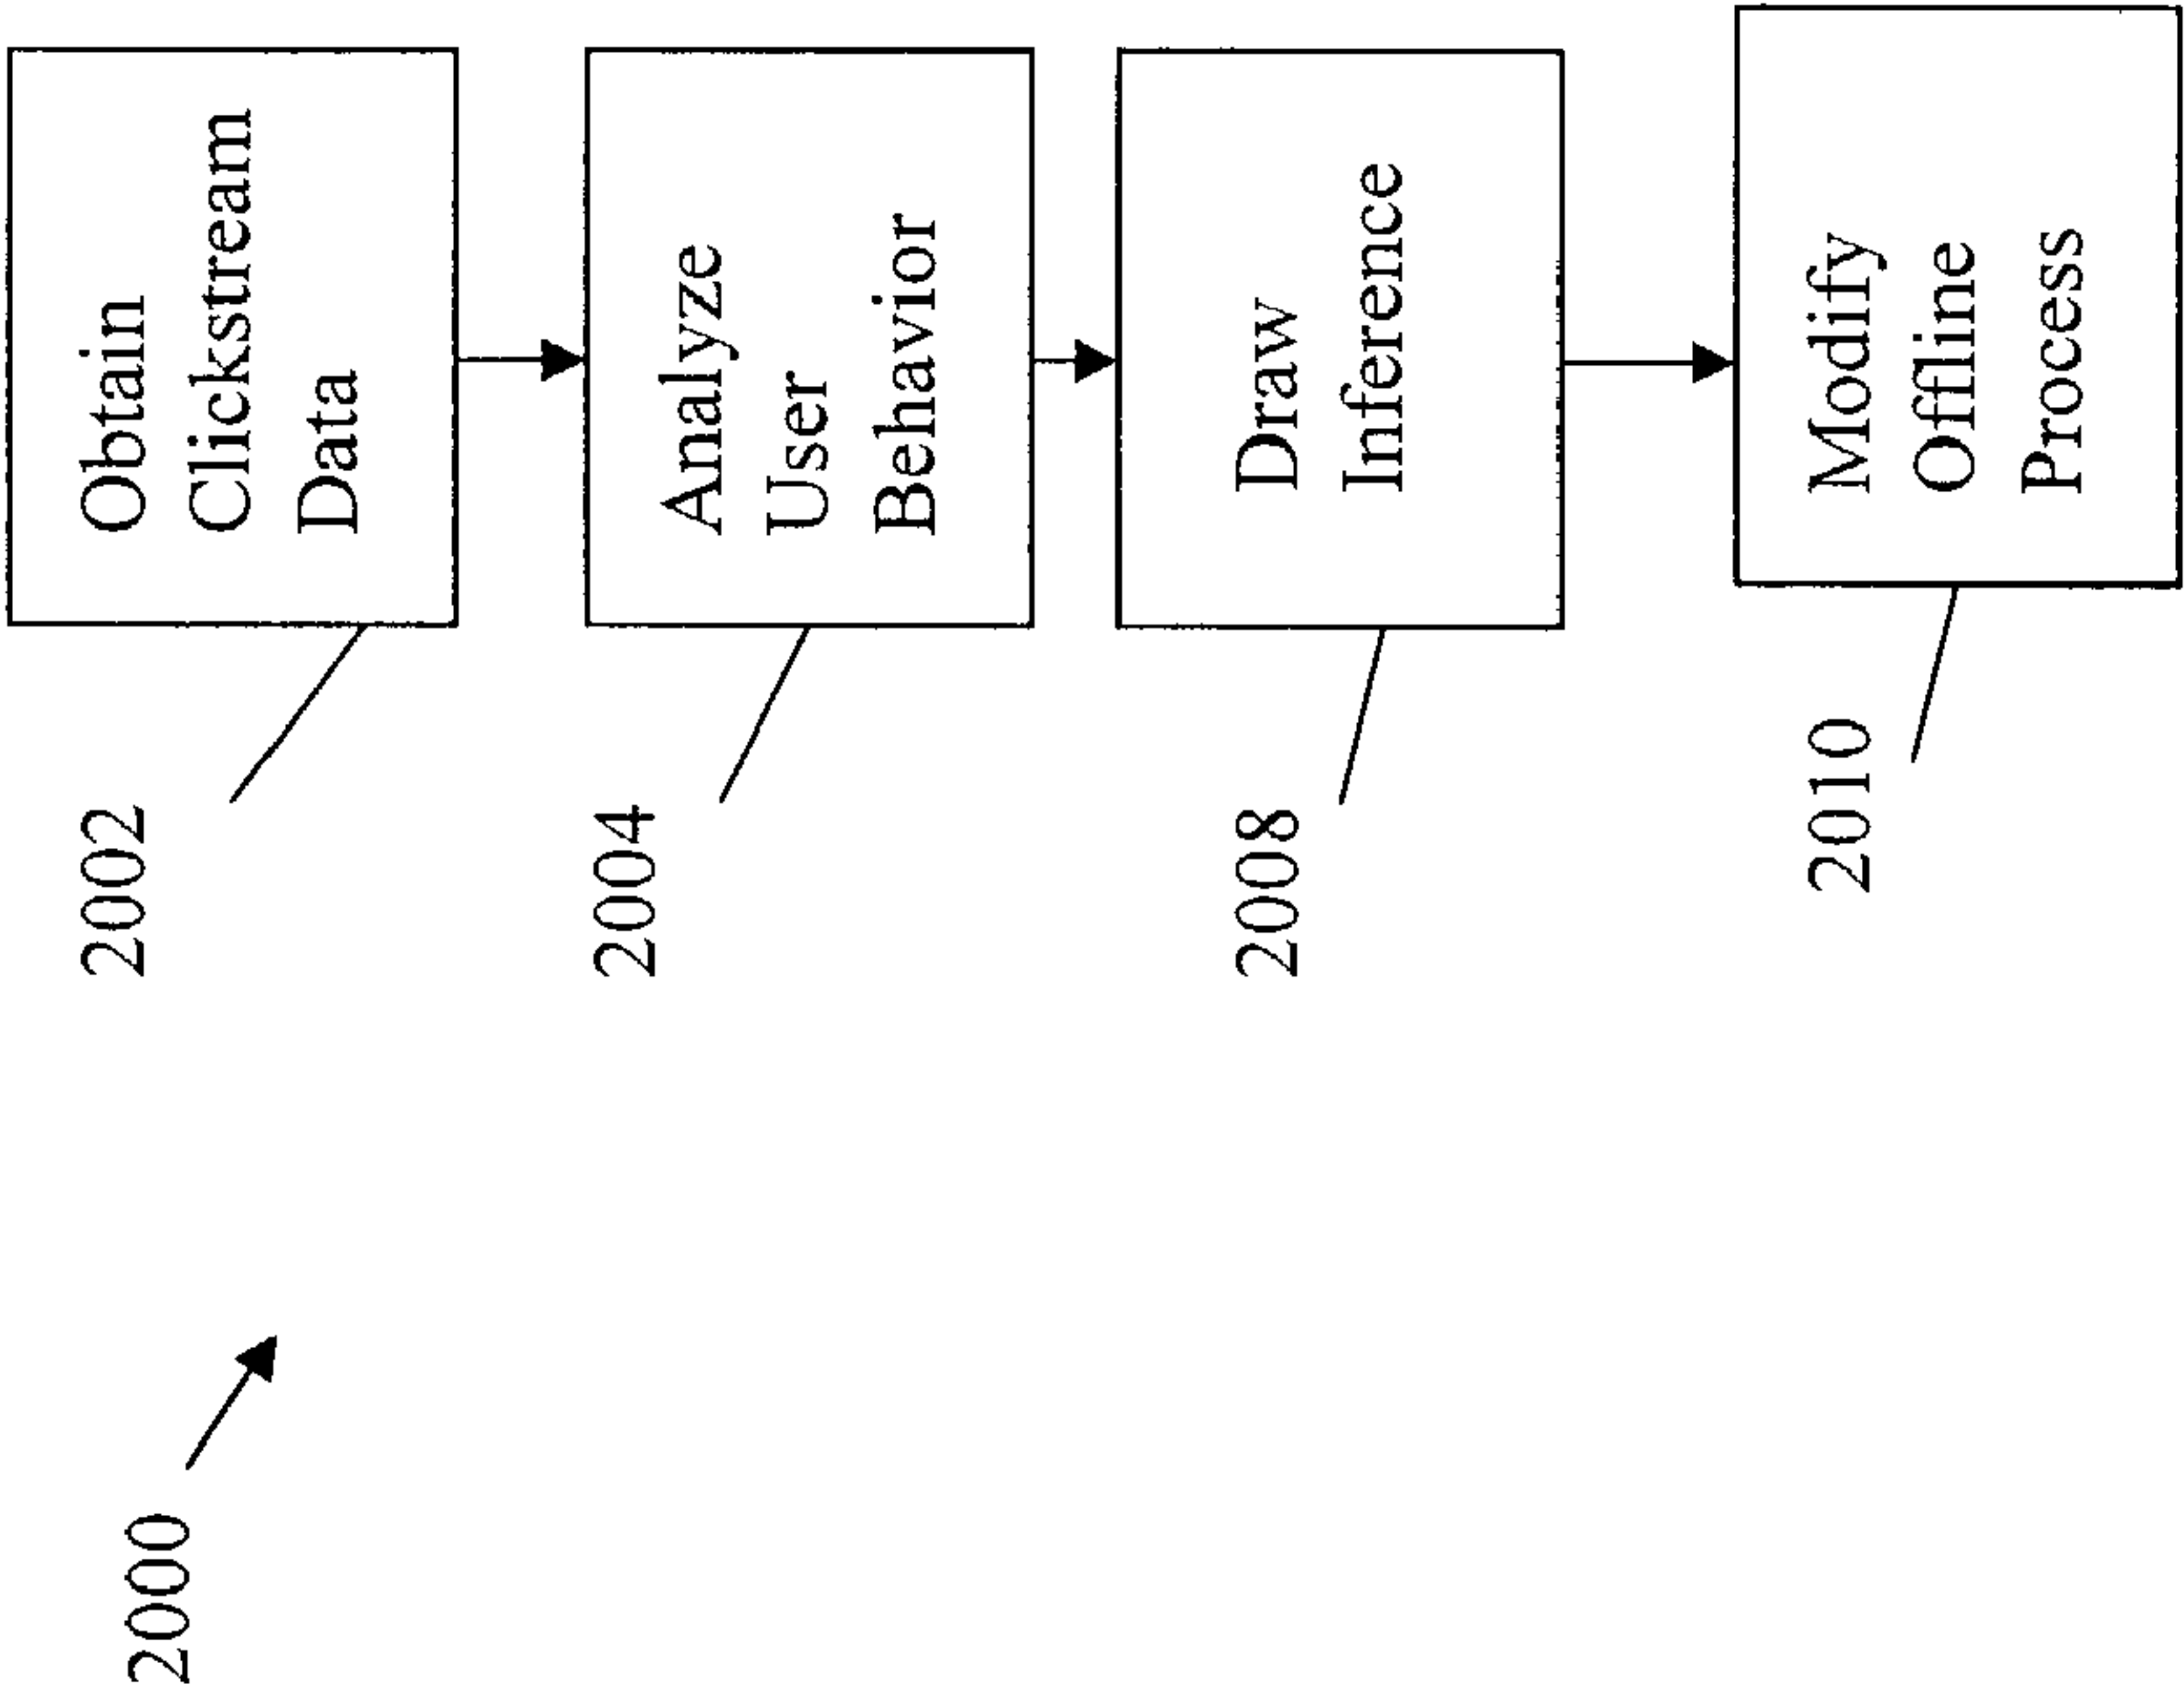 2000
2002
Obtain
Clickstream
Data
2004
Analyze
User
Behavior
2008
Draw
Inference
2010
Modify
Offline
Process